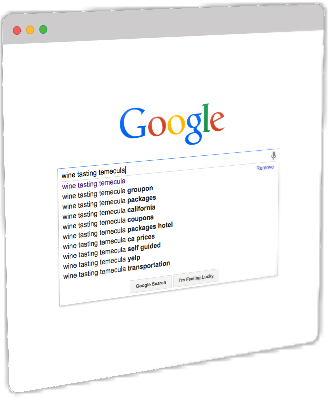 Google
wine tasting temecula
wine tasting temecula Remove
wine tasting temecula groupon
wine tasting temecula packages
wine tasting temecula california
wine tasting temecula coupons
wine tasting temecula packages hotel
wine tasting temecula ca prices
wine tasting temecula self guided
wine tasting temecula yelp
wine tasting temecula transportation
Google Search I'm Feeling Lucky